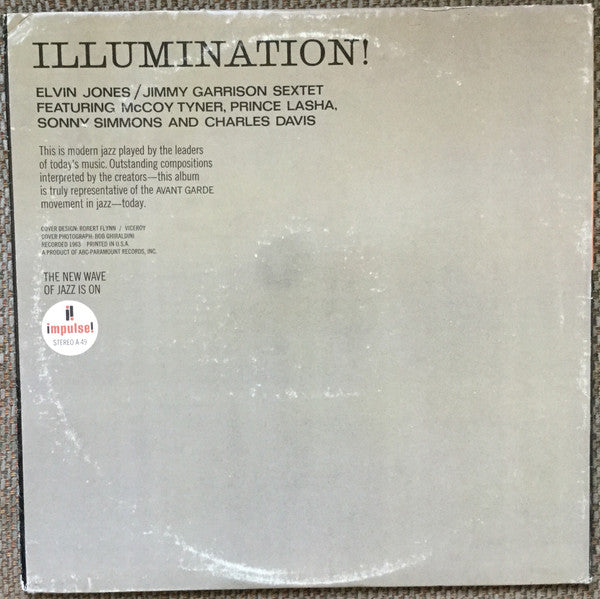 ILLUMINATION!
ELVIN JONES/JIMMY GARRISON SEXTET
FEATURING McCOY TYNER, PRINCE LASHA,
SONNY SIMMONS AND CHARLES DAVIS
This is modern jazz played by the leaders
of today's music. Outstanding compositions
interpreted by the creators—this album
is truly representative of the AVANT GARDE
movement in jazz—today.
COVER DESIGN: ROBERT FLYNN / VICEROY
COVER PHOTOGRAPH: BOB GHIRALDINI
RECORDED 1963 PRINTED IN U.S.A.
A PRODUCT OF ABC-PARAMOUNT RECORDS, INC.
THE NEW WAVE
OF JAZZ IS ON
i!
impulse!
STEREO A-49